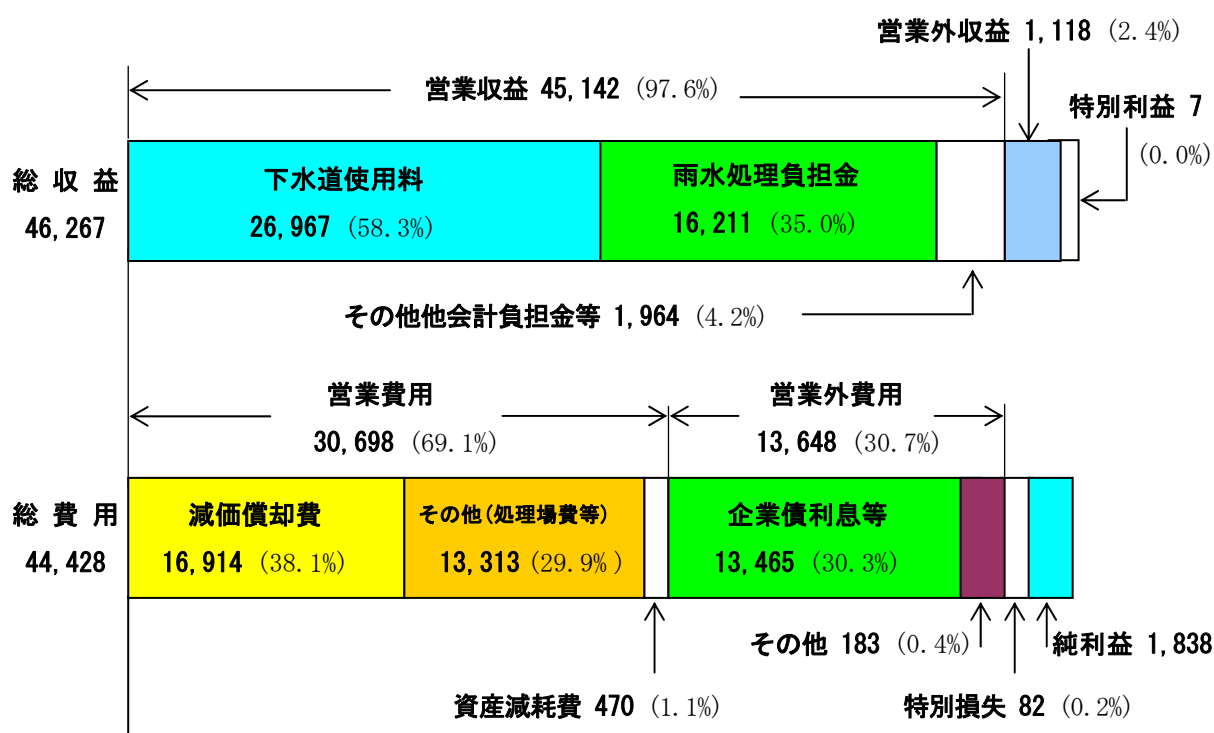 営業外収益 1,118 (2.4%)
営業収益 45,142 (97.6%)
特別利益 7
(0.0%)
総収益
46,267
下水道使用料
26,967 (58.3%)
雨水処理負担金
16,211 (35.0%)
その他他会計負担金等 1,964 (4.2%)
営業費用
30,698 (69.1%)
営業外費用
13,648 (30.7%)
総費用
44,428
減価償却費
16,914 (38.1%)
その他(処理場費等)
13,313 (29.9% )
企業債利息等
13,465 (30.3%)
その他 183 (0.4%)
純利益 1,838
資産減耗費 470 (1.1%)
特別損失 82 (0.2%)